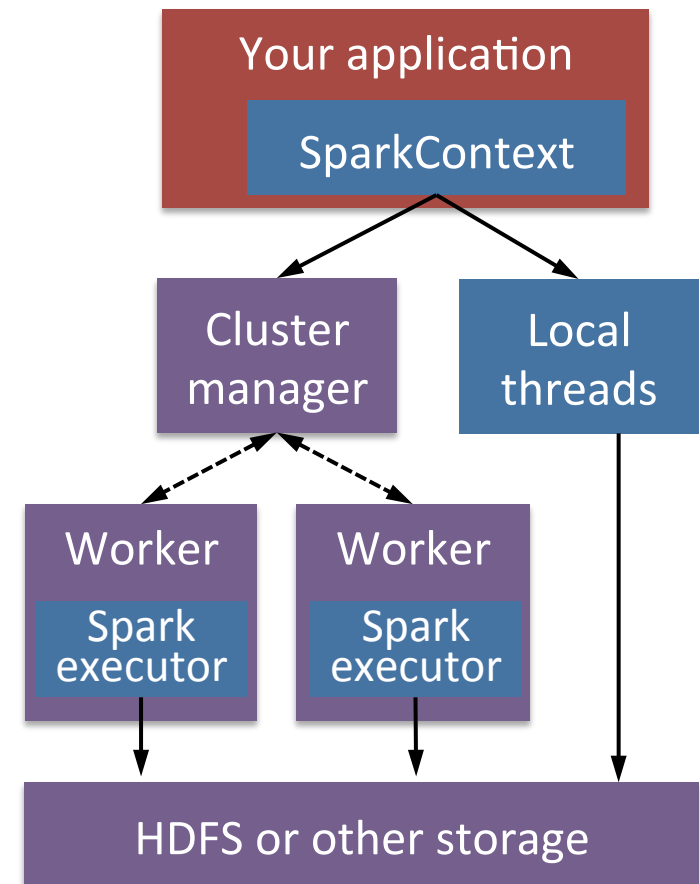 Your application
SparkContext
Cluster
manager
Local
threads
Worker
Spark
executor
Worker
Spark
executor
HDFS or other storage